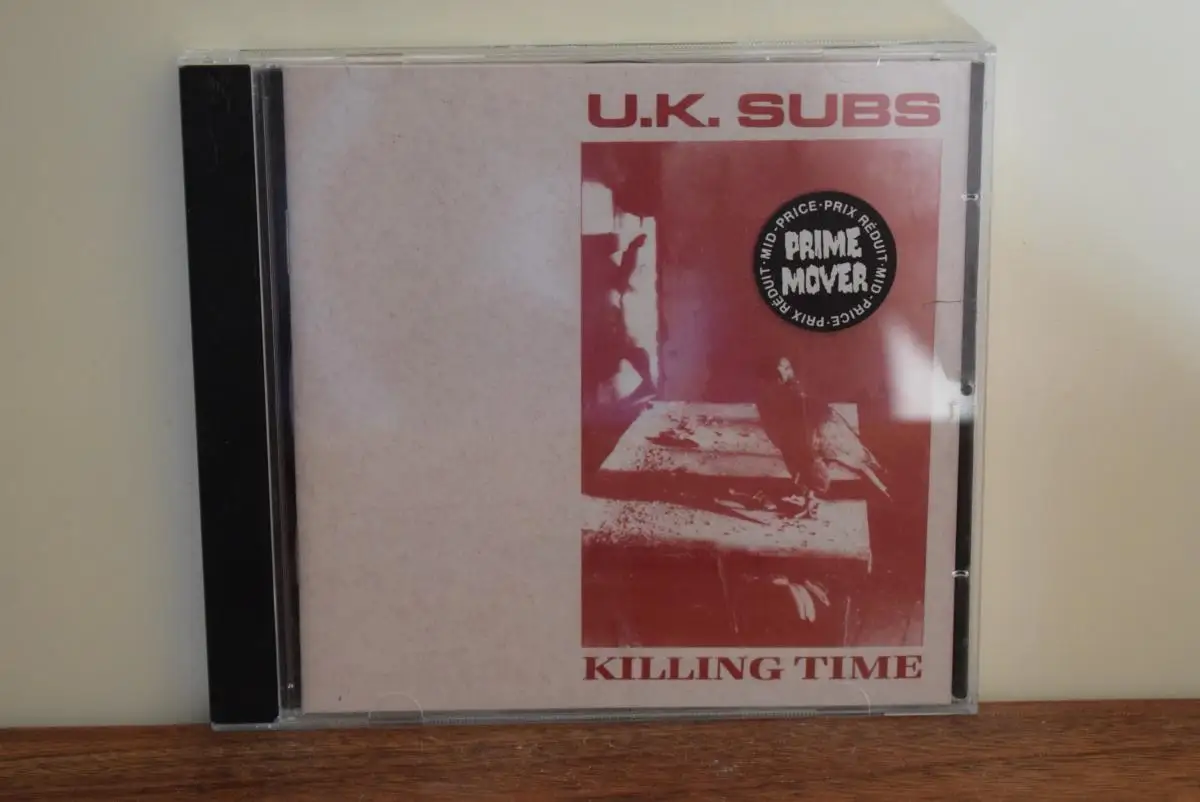 U.K. SUBS
MID-PRICE·PRIX RÉDUIT·MID-PRICE·PRIX RÉDUIT·
PRIME
MOVER
KILLING TIME